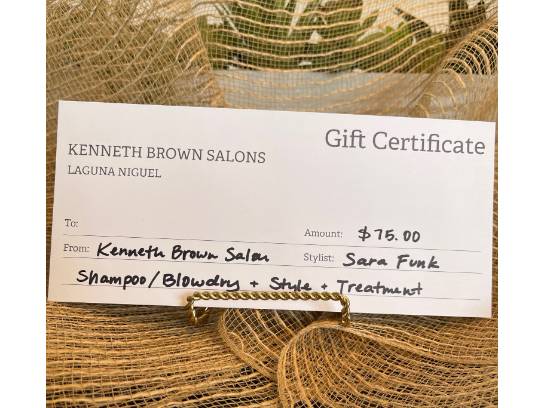 Gift Certificate
KENNETH BROWN SALONS
LAGUNA NIGUEL
To:
Amount: $75.00
From: Kenneth Brown Salon
Stylist: Sara Funk
Shampoo/Blowdry + Style + Treatment